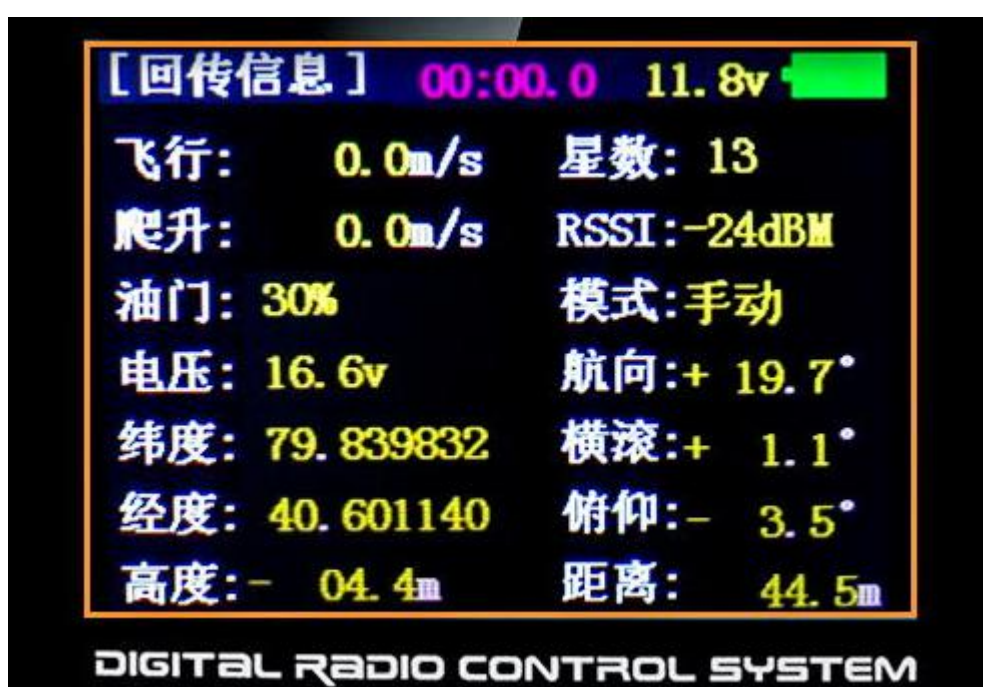 [回传信息] 00:00.0 11.8v
飞行: 0.0m/s 星数: 13
爬升: 0.0m/s RSSI:-24dBM
油门: 30% 模式:手动
电压: 16.6v 航向:+ 19.7°
纬度: 79.839832 横滚:+ 1.1°
经度: 40.601140 俯仰:- 3.5°
高度:- 04.4m 距离: 44.5m
DIGITAL RADIO CONTROL SYSTEM